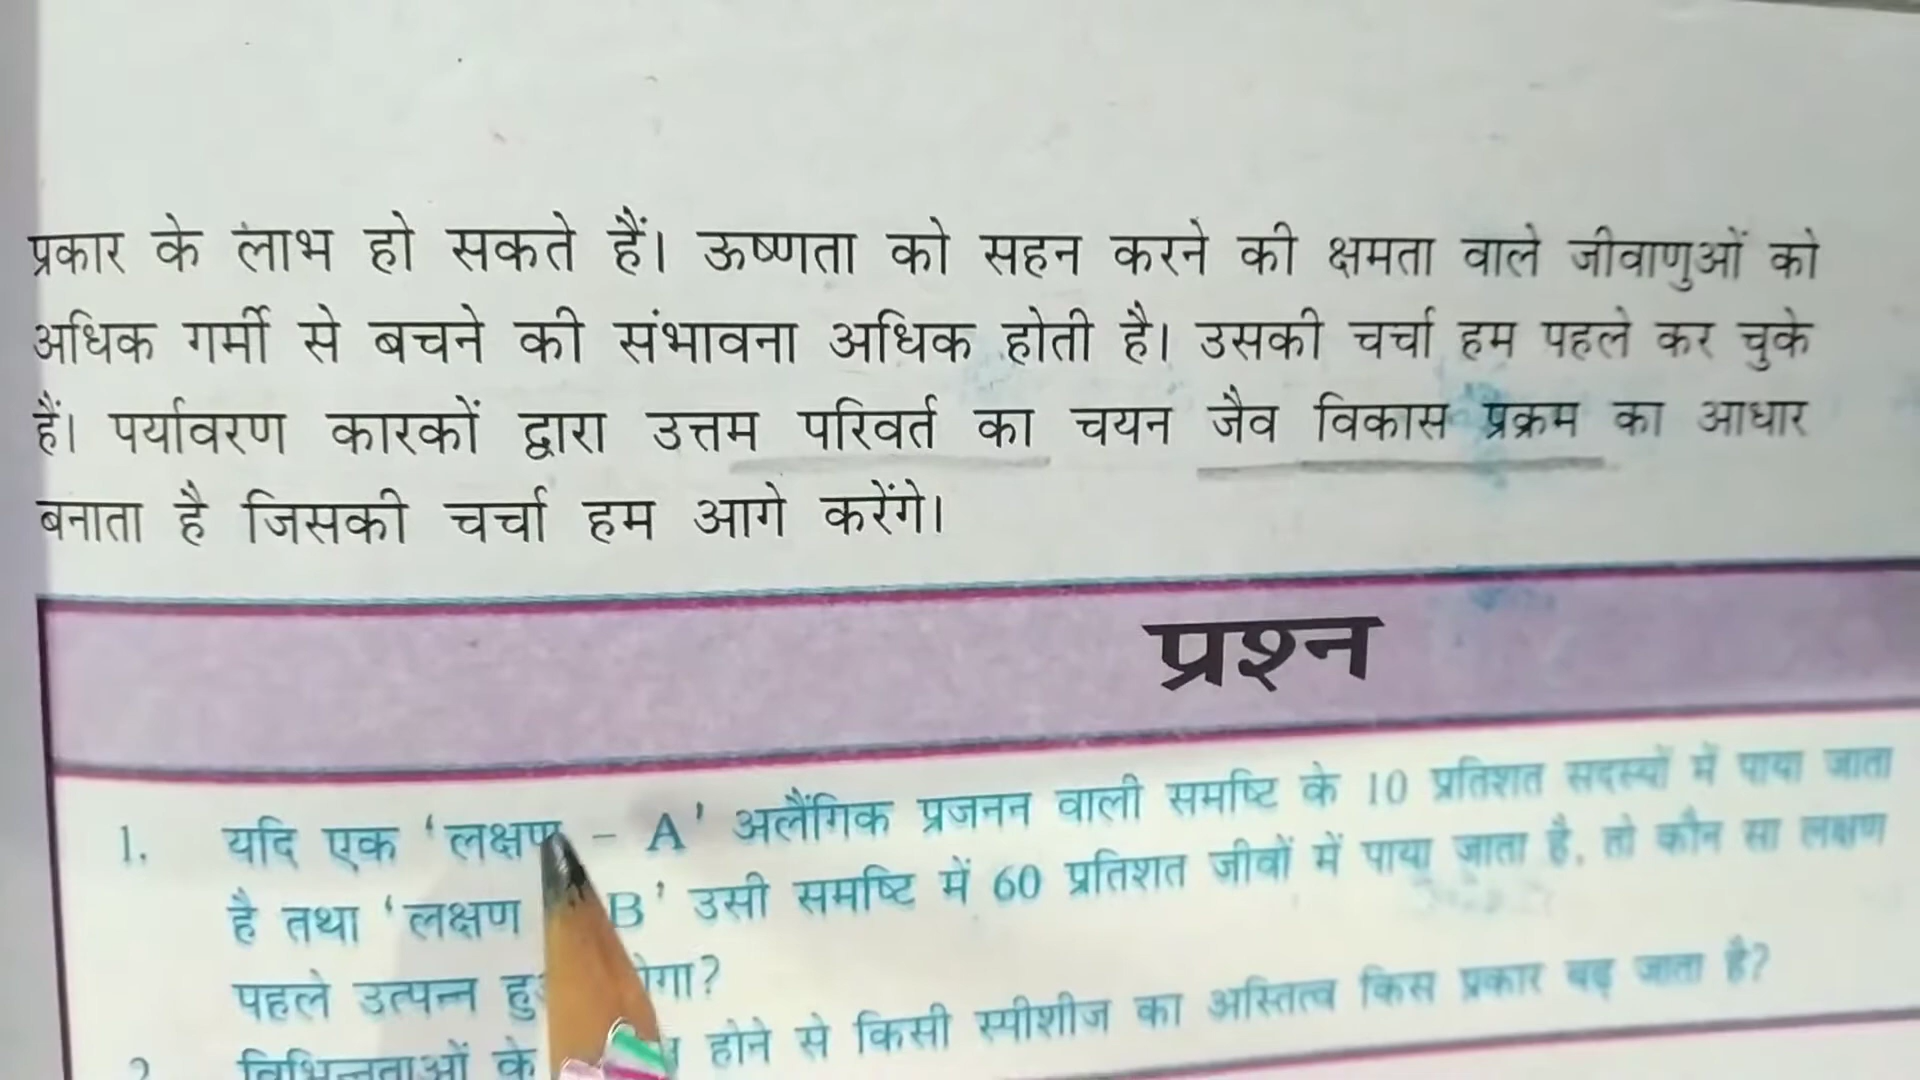 प्रकार के लाभ हो सकते हैं। ऊष्णता को सहन करने की क्षमता वाले जीवाणुओं को
अधिक गर्मी से बचने की संभावना अधिक होती है। उसकी चर्चा हम पहले कर चुके
हैं। पर्यावरण कारकों द्वारा उत्तम परिवर्त का चयन जैव विकास प्रक्रम का आधार
बनाता है जिसकी चर्चा हम आगे करेंगे।
प्रश्न
1. यदि एक ‘लक्षण – A’ अलैंगिक प्रजनन वाली समष्टि के 10 प्रतिशत सदस्यों में पाया जाता
है तथा ‘लक्षण B’ उसी समष्टि में 60 प्रतिशत जीवों में पाया जाता है, तो कौन सा लक्षण
पहले उत्पन्न
विभिन्नताओं के होने से किसी स्पीशीज का अस्तित्व किस प्रकार बढ़ जाता है?